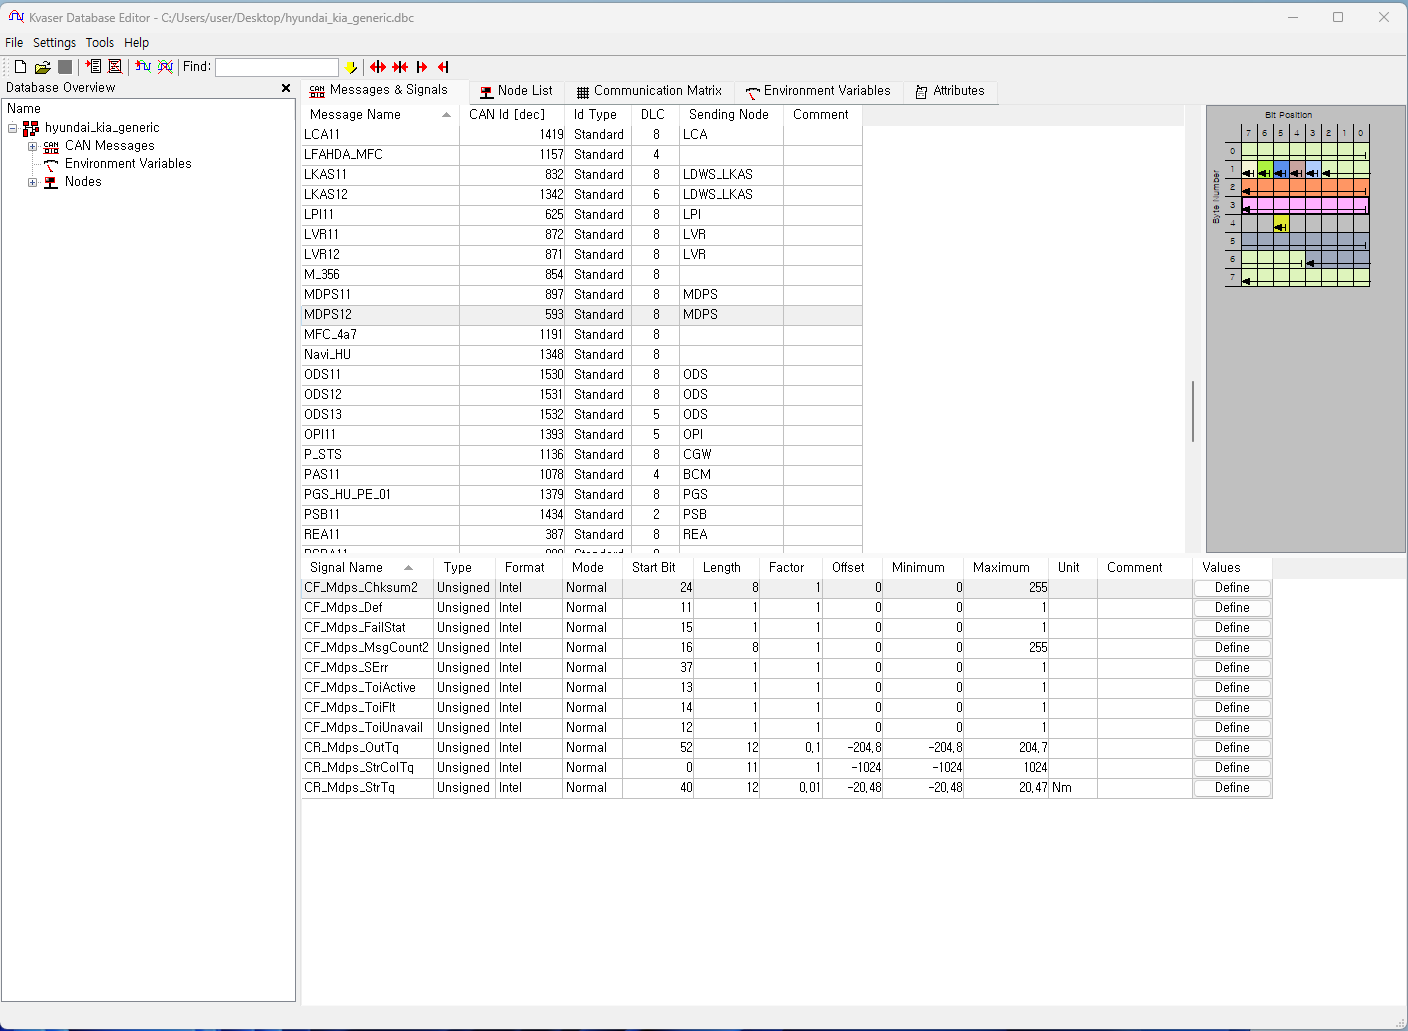 Kvaser Database Editor - C:/Users/user/Desktop/hyundai_kia_generic.dbc
File Settings Tools Help
Find:
Database Overview
Name
hyundai_kia_generic
CAN Messages
Environment Variables
Nodes
Messages & Signals Node List Communication Matrix Environment Variables Attributes
Message Name CAN Id [dec] Id Type DLC Sending Node Comment
LCA11 1419 Standard 8 LCA
LFAHDA_MFC 1157 Standard 4
LKAS11 832 Standard 8 LDWS_LKAS
LKAS12 1342 Standard 6 LDWS_LKAS
LPI11 625 Standard 8 LPI
LVR11 872 Standard 8 LVR
LVR12 871 Standard 8 LVR
M_356 854 Standard 8
MDPS11 897 Standard 8 MDPS
MDPS12 593 Standard 8 MDPS
MFC_4a7 1191 Standard 8
Navi_HU 1348 Standard 8
ODS11 1530 Standard 8 ODS
ODS12 1531 Standard 8 ODS
ODS13 1532 Standard 5 ODS
OPI11 1393 Standard 5 OPI
P_STS 1136 Standard 8 CGW
PAS11 1078 Standard 4 BCM
PGS_HU_PE_01 1379 Standard 8 PGS
PSB11 1434 Standard 2 PSB
REA11 387 Standard 8 REA
Bit Position
7 6 5 4 3 2 1 0
Byte Number
0
1
2
3
4
5
6
7
Signal Name Type Format Mode Start Bit Length Factor Offset Minimum Maximum Unit Comment Values
CF_Mdps_Chksum2 Unsigned Intel Normal 24 8 1 0 0 255 Define
CF_Mdps_Def Unsigned Intel Normal 11 1 1 0 0 1 Define
CF_Mdps_FailStat Unsigned Intel Normal 15 1 1 0 0 1 Define
CF_Mdps_MsgCount2 Unsigned Intel Normal 16 8 1 0 0 255 Define
CF_Mdps_SErr Unsigned Intel Normal 37 1 1 0 0 1 Define
CF_Mdps_ToiActive Unsigned Intel Normal 13 1 1 0 0 1 Define
CF_Mdps_ToiFlt Unsigned Intel Normal 14 1 1 0 0 1 Define
CF_Mdps_ToiUnavail Unsigned Intel Normal 12 1 1 0 0 1 Define
CR_Mdps_OutTq Unsigned Intel Normal 52 12 0,1 -204,8 -204,8 204,7 Define
CR_Mdps_StrColTq Unsigned Intel Normal 0 11 1 -1024 -1024 1024 Define
CR_Mdps_StrTq Unsigned Intel Normal 40 12 0,01 -20,48 -20,48 20,47 Nm Define